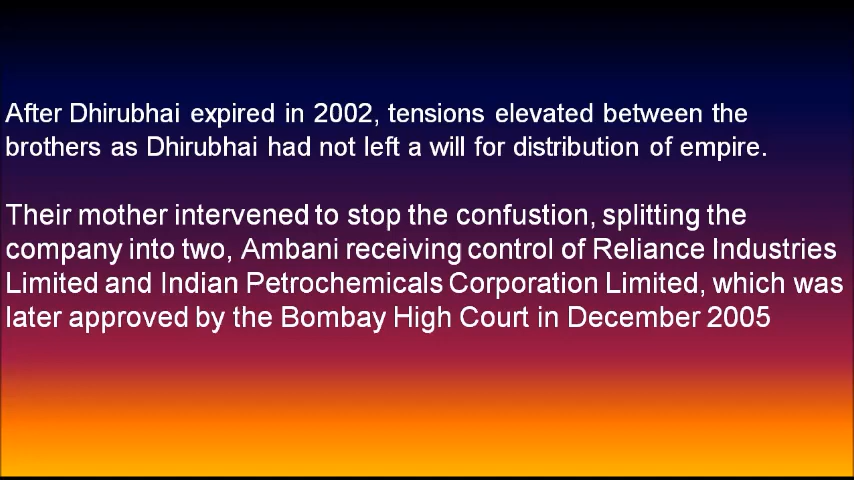 After Dhirubhai expired in 2002, tensions elevated between the
brothers as Dhirubhai had not left a will for distribution of empire.
Their mother intervened to stop the confustion, splitting the
company into two, Ambani receiving control of Reliance Industries
Limited and Indian Petrochemicals Corporation Limited, which was
later approved by the Bombay High Court in December 2005